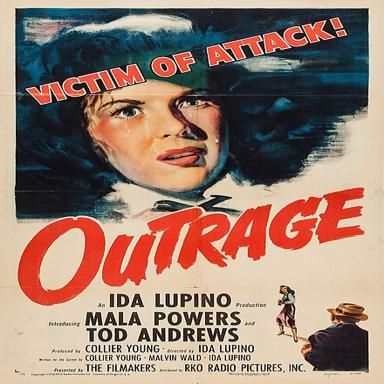 VICTIM OF ATTACK!
OUTRAGE
An IDA LUPINO Production
Introducing MALA POWERS and
TOD ANDREWS
Produced by COLLIER YOUNG · Directed by IDA LUPINO
Written for the Screen by COLLIER YOUNG · MALVIN WALD · IDA LUPINO
Presented by THE FILMAKERS Distributed by RKO RADIO PICTURES, INC.